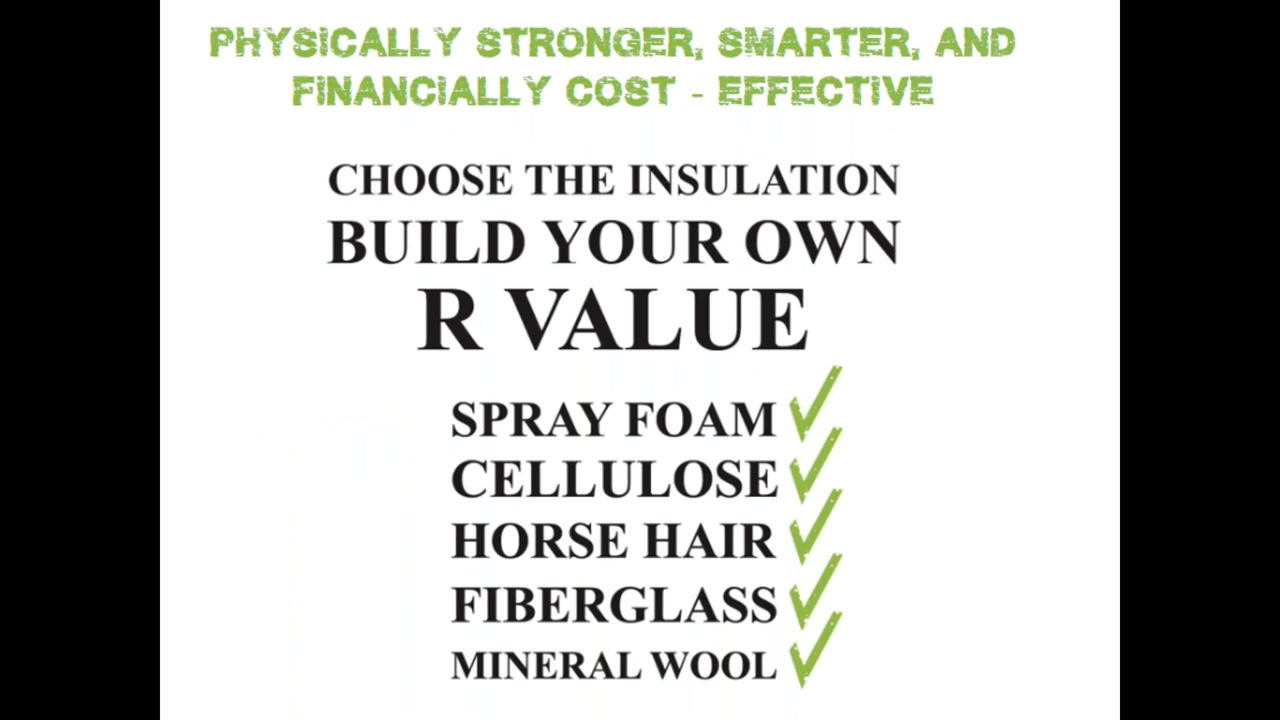 PHYSICALLY STRONGER, SMARTER, AND
FINANCIALLY COST - EFFECTIVE
CHOOSE THE INSULATION
BUILD YOUR OWN
R VALUE
SPRAY FOAM
CELLULOSE
HORSE HAIR
FIBERGLASS
MINERAL WOOL